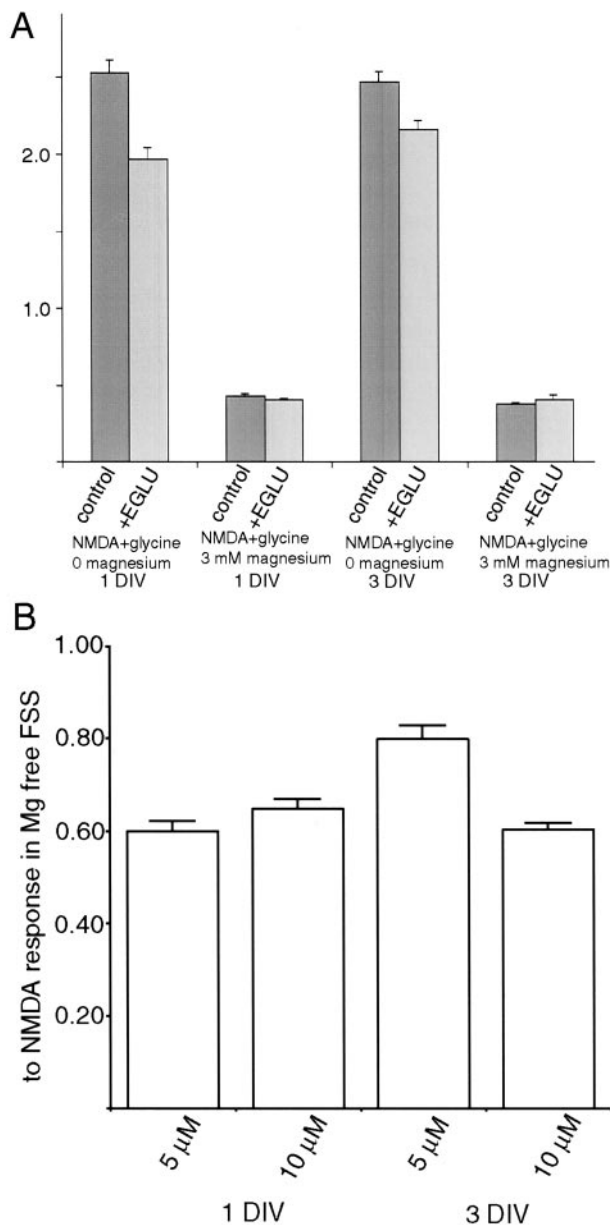 A
2.0
1.0
control +EGLU control +EGLU control +EGLU control +EGLU
NMDA+glycine NMDA+glycine NMDA+glycine NMDA+glycine
0 magnesium 3 mM magnesium 0 magnesium 3 mM magnesium
1 DIV 1 DIV 3 DIV 3 DIV
B
to NMDA response in Mg free FSS
1.00
0.80
0.60
0.40
0.20
5 µM 10 µM 5 µM 10 µM
1 DIV 3 DIV